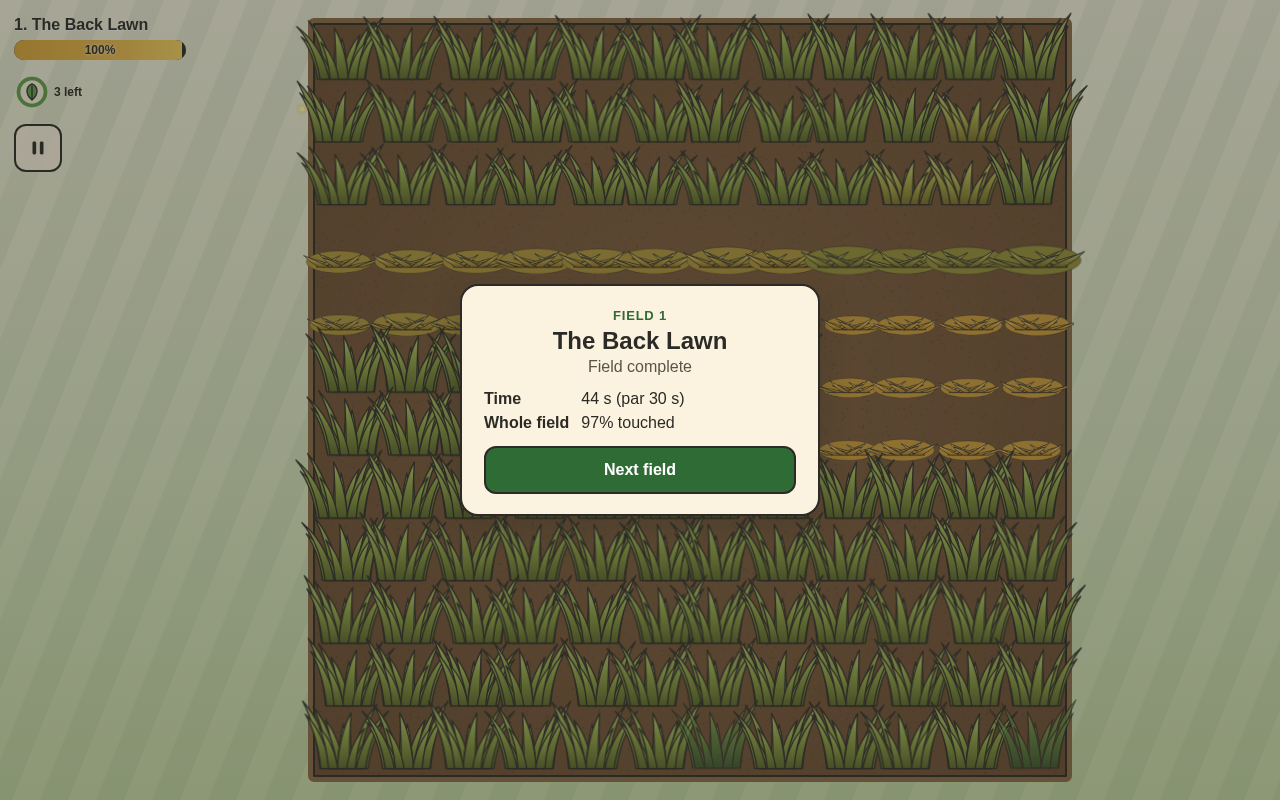 1. The Back Lawn
100%
3 left
FIELD 1
The Back Lawn
Field complete
Time 44 s (par 30 s)
Whole field 97% touched
Next field